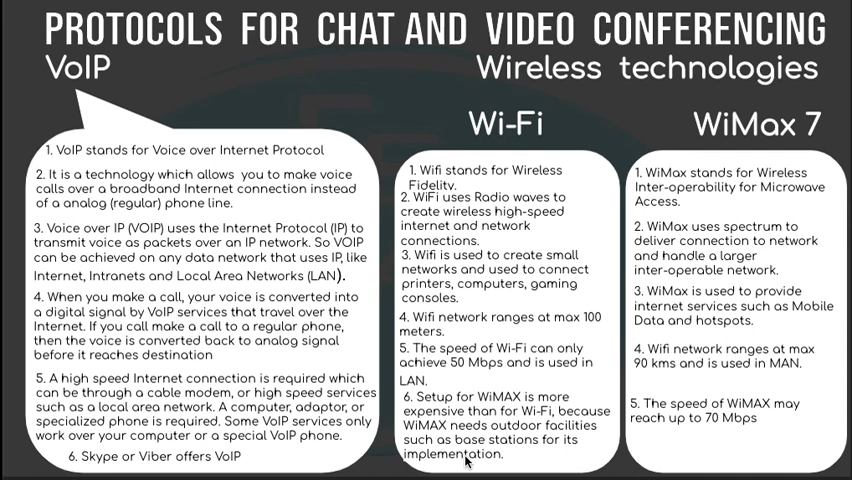 PROTOCOLS FOR CHAT AND VIDEO CONFERENCING
VoIP
Wireless technologies
Wi-Fi
WiMax 7
1. VoIP stands for Voice over Internet Protocol
2. It is a technology which allows you to make voice
calls over a broadband Internet connection instead
of a analog (regular) phone line.
3. Voice over IP (VOIP) uses the Internet Protocol (IP) to
transmit voice as packets over an IP network. So VOIP
can be achieved on any data network that uses IP, like
Internet, Intranets and Local Area Networks (LAN).
4. When you make a call, your voice is converted into
a digital signal by VoIP services that travel over the
Internet. If you call make a call to a regular phone,
then the voice is converted back to analog signal
before it reaches destination
5. A high speed Internet connection is required which
can be through a cable modem, or high speed services
such as a local area network. A computer, adaptor, or
specialized phone is required. Some VoIP services only
work over your computer or a special VoIP phone.
6. Skype or Viber offers VoIP
1. Wifi stands for Wireless
Fidelity.
2. WiFi uses Radio waves to
create wireless high-speed
internet and network
connections.
3. Wifi is used to create small
networks and used to connect
printers, computers, gaming
consoles.
4. Wifi network ranges at max 100
meters.
5. The speed of Wi-Fi can only
achieve 50 Mbps and is used in
LAN.
6. Setup for WiMAX is more
expensive than for Wi-Fi, because
WiMAX needs outdoor facilities
such as base stations for its
implementation.
1. WiMax stands for Wireless
Inter-operability for Microwave
Access.
2. WiMax uses spectrum to
deliver connection to network
and handle a larger
inter-operable network.
3. WiMax is used to provide
internet services such as Mobile
Data and hotspots.
4. Wifi network ranges at max
90 kms and is used in MAN.
5. The speed of WiMAX may
reach up to 70 Mbps